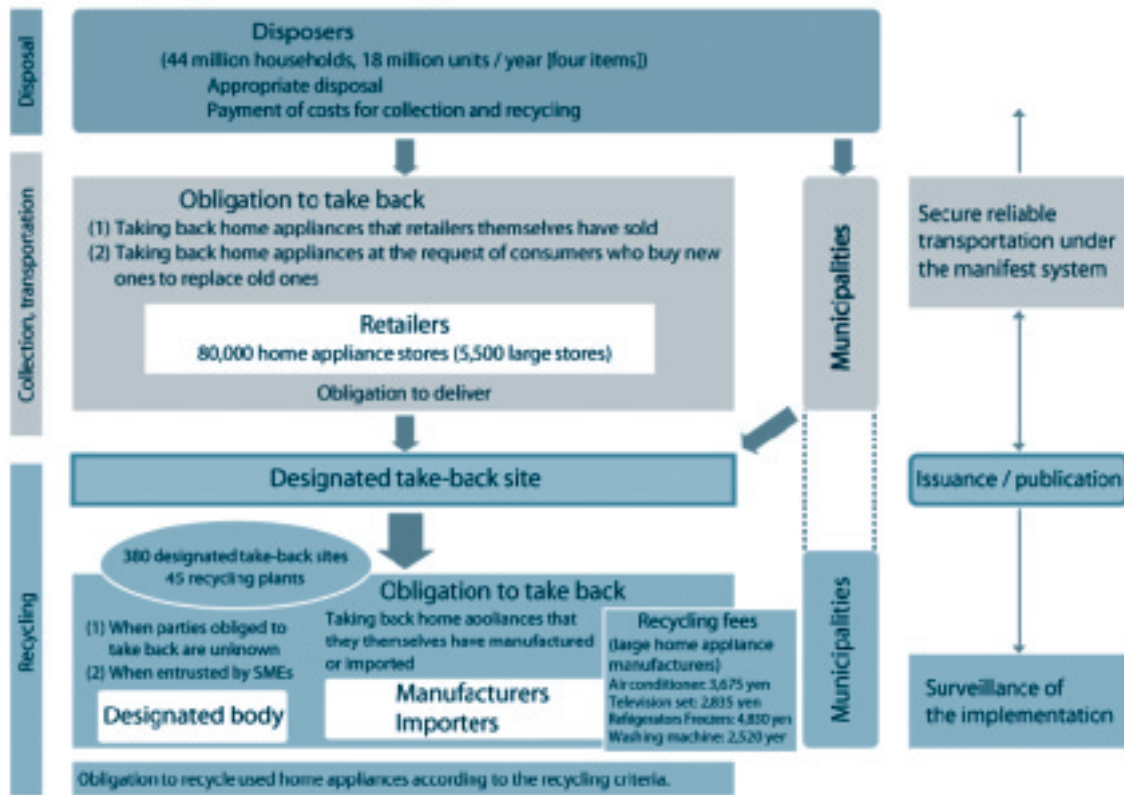 Disposal
Disposers
(44 million households, 18 million units / year [four items])
Appropriate disposal
Payment of costs for collection and recycling
Collection, transportation
Obligation to take back
(1) Taking back home appliances that retailers themselves have sold
(2) Taking back home appliances at the request of consumers who buy new
ones to replace old ones
Retailers
80,000 home appliance stores (5,500 large stores)
Obligation to deliver
Municipalities
Secure reliable
transportation under
the manifest system
Recycling
Designated take-back site
Issuance / publication
380 designated take-back sites
45 recycling plants
(1) When parties obliged to
take back are unknown
(2) When entrusted by SMEs
Designated body
Obligation to take back
Taking back home aooliances that
they themselves have manufactured
or imported
Manufacturers
Importers
Recycling fees
(large home appliance
manufacturers)
Air conditioner: 3,675 yen
Television set: 2,835 yen
Refrigerators Freezers: 4,830 yen
Washing machine: 2,520 yer
Municipalities
Surveillance of
the implementation
Obligation to recycle used home appliances according to the recycling criteria.